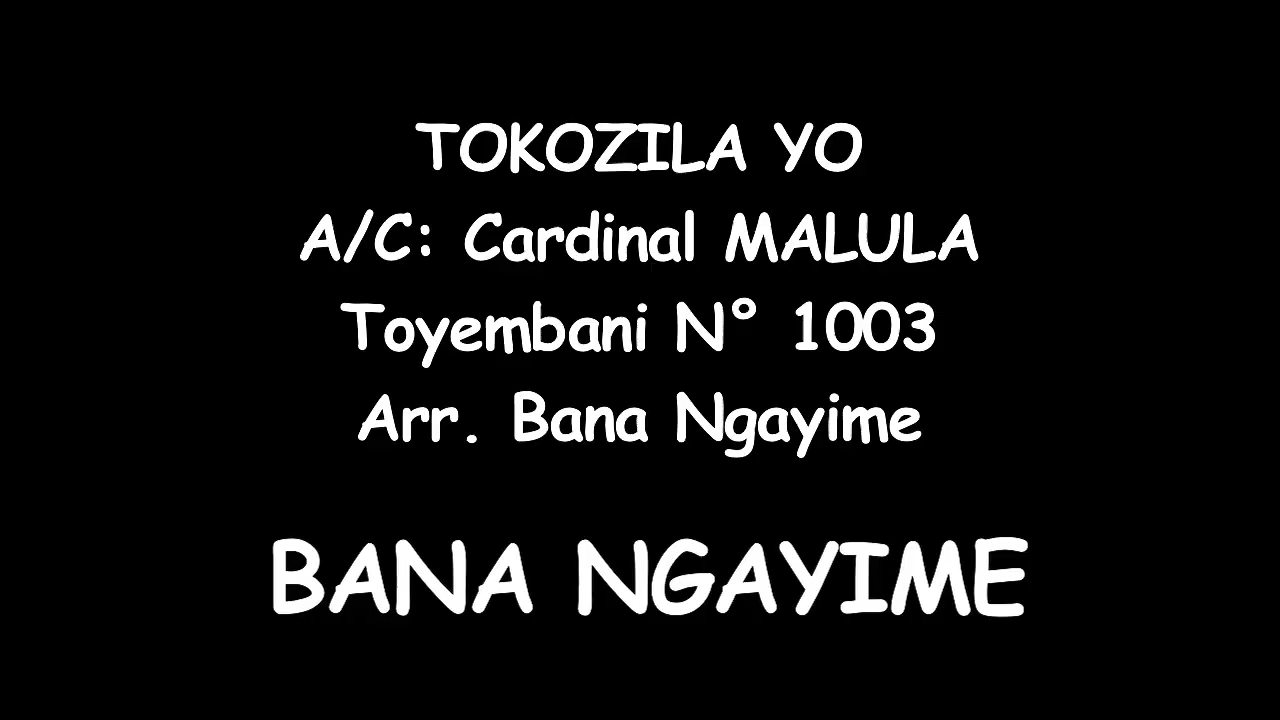 TOKOZILA YO
A/C: Cardinal MALULA
Toyembani N° 1003
Arr. Bana Ngayime
BANA NGAYIME